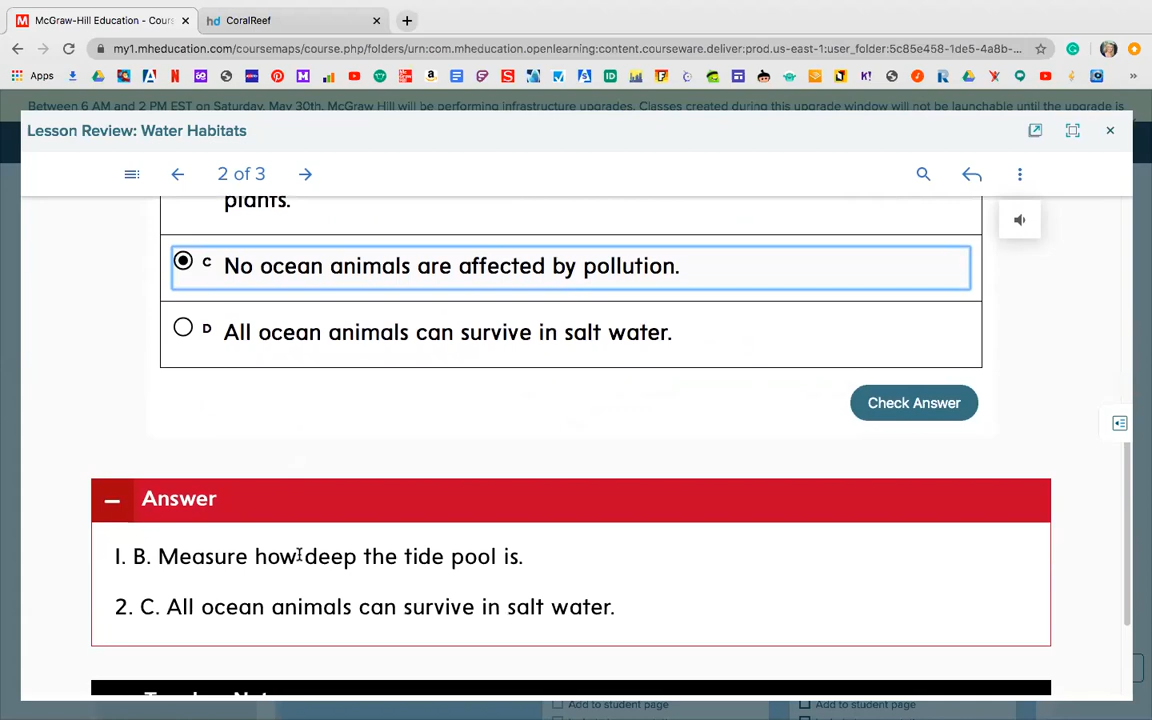 McGraw-Hill Education - Cour
CoralReef
my1.mheducation.com/coursemaps/course.php/folders/urn:com.mheducation.openlearning:content.courseware.deliver:prod.us-east-1:user_folder:5c85e458-1de5-4a8b-...
Apps
Between 6 AM and 2 PM EST on Saturday, May 30th, McGraw Hill will be performing infrastructure upgrades. Classes created during this upgrade window will not be launchable until the upgrade is
Lesson Review: Water Habitats
2 of 3
plants.
C No ocean animals are affected by pollution.
D All ocean animals can survive in salt water.
Check Answer
Answer
1. B. Measure how deep the tide pool is.
2. C. All ocean animals can survive in salt water.
Add to student page
Add to student page